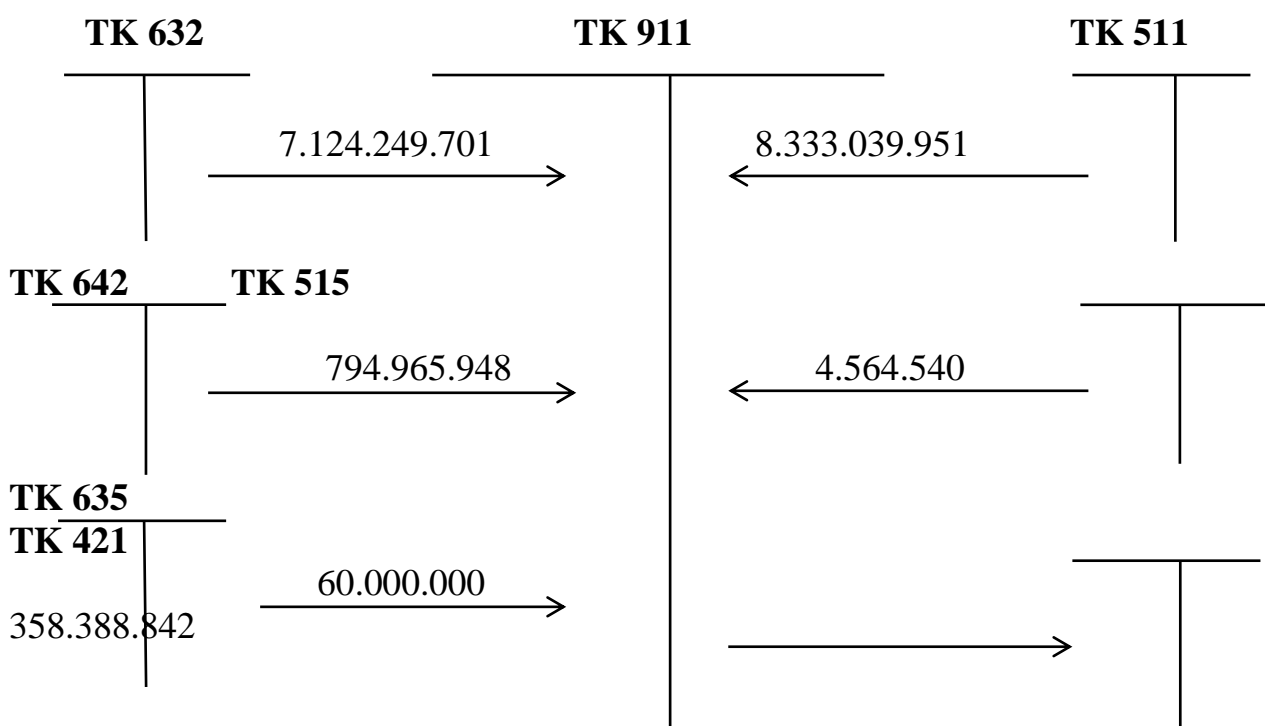 TK 632 TK 911 TK 511
7.124.249.701 8.333.039.951
TK 642 TK 515
794.965.948 4.564.540
TK 635
TK 421
60.000.000
358.388.842